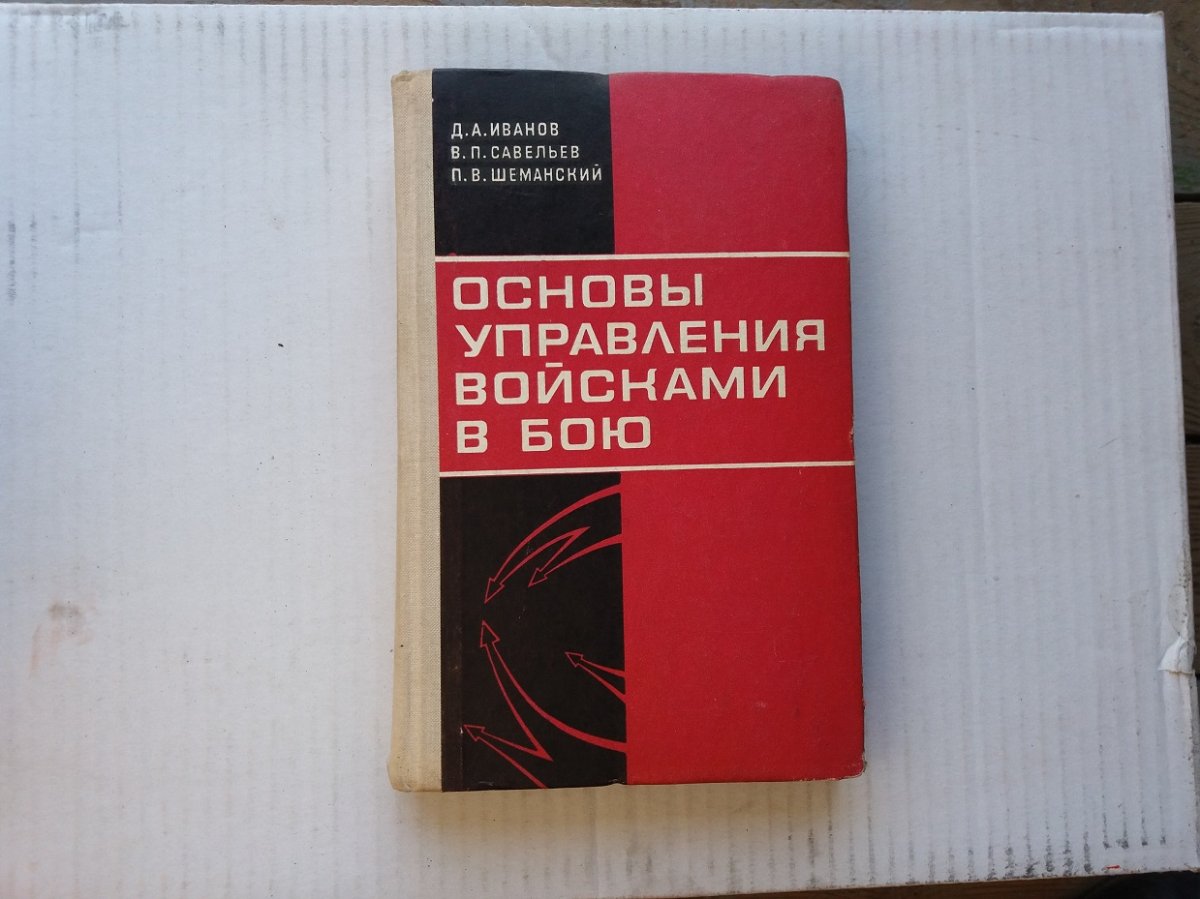 Д.А.ИВАНОВ
В.П.САВЕЛЬЕВ
П.В.ШЕМАНСКИЙ
ОСНОВЫ
УПРАВЛЕНИЯ
ВОЙСКАМИ
В БОЮ